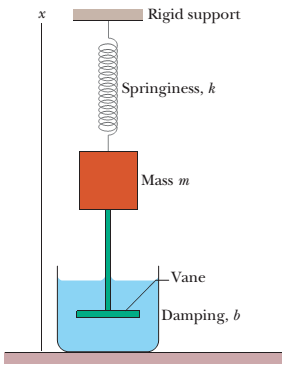 x
Rigid support
Springiness, k
Mass m
Vane
Damping, b